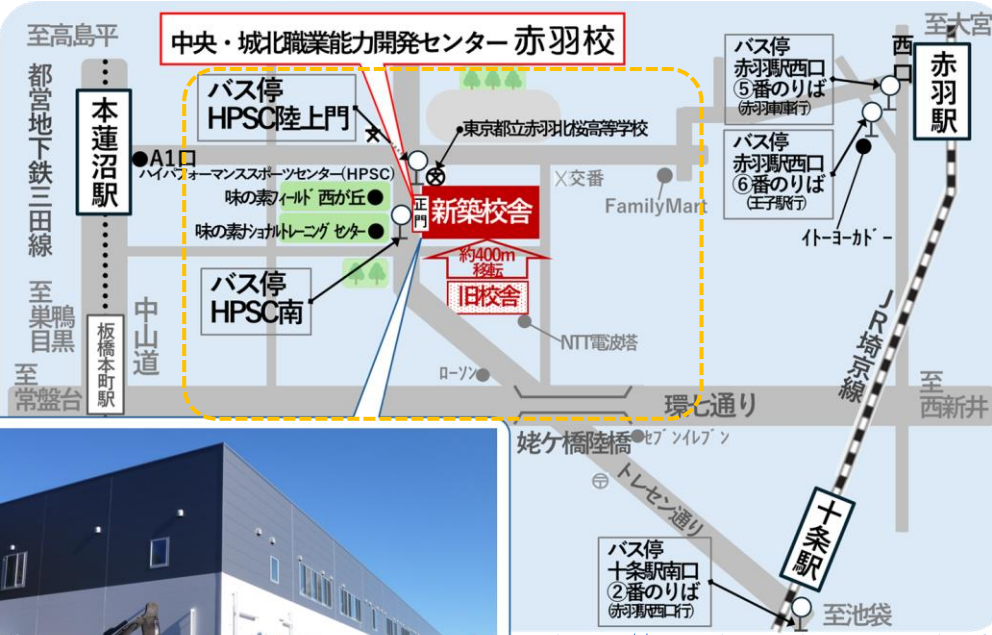 至高島平
中央・城北職業能力開発センター 赤羽校
至大宮
都営地下鉄三田線
本蓮沼駅
A1口
バス停
HPSC陸上門
東京都立赤羽北桜高等学校
ハイパフォーマンススポーツセンター(HPSC)
味の素フィールド 西が丘
味の素ナショナルトレーニング センター
正門
新築校舎
約400m
移転
旧校舎
バス停
HPSC南
X交番
FamilyMart
バス停
赤羽駅西口
⑤番のりば
(赤羽車庫行)
バス停
赤羽駅西口
⑥番のりば
(王子駅行)
西口
赤羽駅
イトーヨーカドー
JR埼京線
至
巣鴨
目黒
中山道
板橋本町駅
至
常盤台
NTT電波塔
ローソン
環七通り
至
西新井
姥ケ橋陸橋
セブンイレブン
トレセン通り
十条駅
バス停
十条駅南口
②番のりば
(赤羽駅西口行)
至池袋